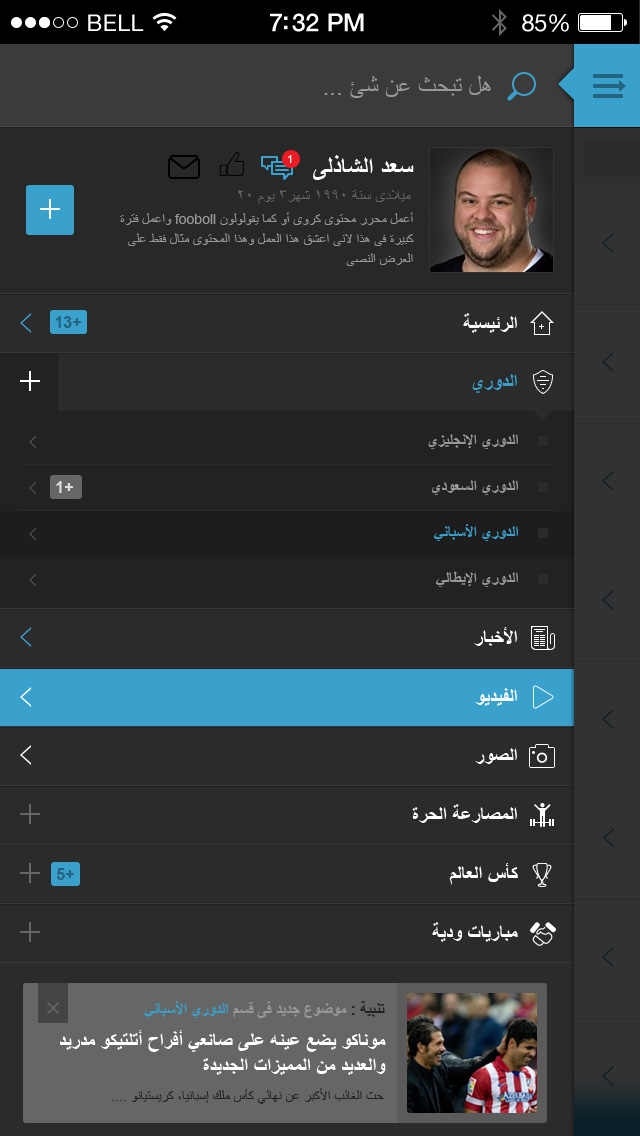 BELL 7:32 PM 85%
هل تبحث عن شئ ...
سعد الشاذلى
1
ميلادى سنة ١٩٩٠ شهر٣ يوم ٢٠
أعمل محرر محتوى كروى أو كما يقولولون fooboll واعمل فترة
كبيرة فى هذا لانى اعشق هذا العمل وهذا المحتوى مثال فقط على
العرض النصى
الرئيسية
13+
الدوري
الدوري الإنجليزي
الدوري السعودي
1+
الدوري الأسباني
الدوري الإيطالي
الأخبار
الفيديو
الصور
المصارعة الحرة
كأس العالم
5+
مباريات ودية
تنبية : موضوع جديد فى قسم الدوري الأسباني
موناكو يضع عينه على صانعي أفراح أتلتيكو مدريد
والعديد من المميزات الجديدة
حث الغائب الأكبر عن نهائي كأس ملك إسبانيا، كريستيانو ....